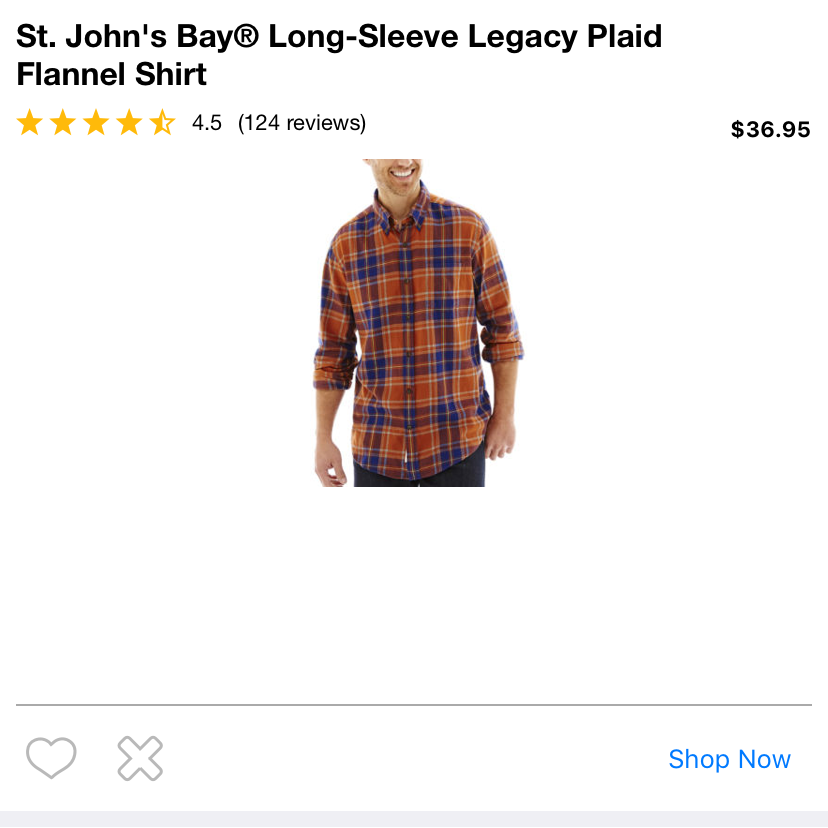 St. John's Bay® Long-Sleeve Legacy Plaid
Flannel Shirt
4.5 (124 reviews)
$36.95
Shop Now